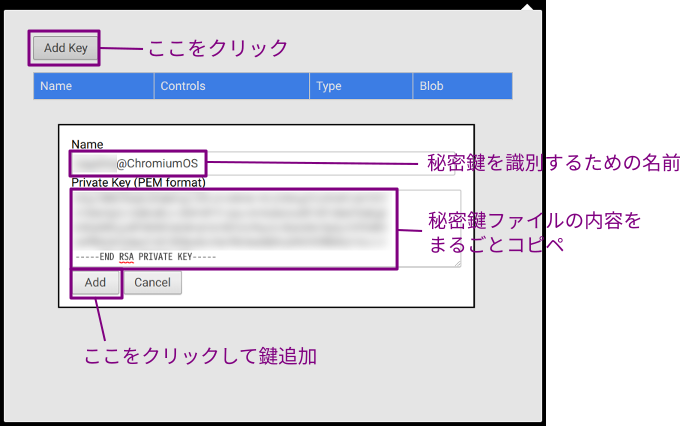 Add Key
ここをクリック
Name Controls Type Blob
Name
@ChromiumOS
秘密鍵を識別するための名前
Private Key (PEM format)
秘密鍵ファイルの内容を
まるごとコピペ
-----END RSA PRIVATE KEY-----
Add Cancel
ここをクリックして鍵追加